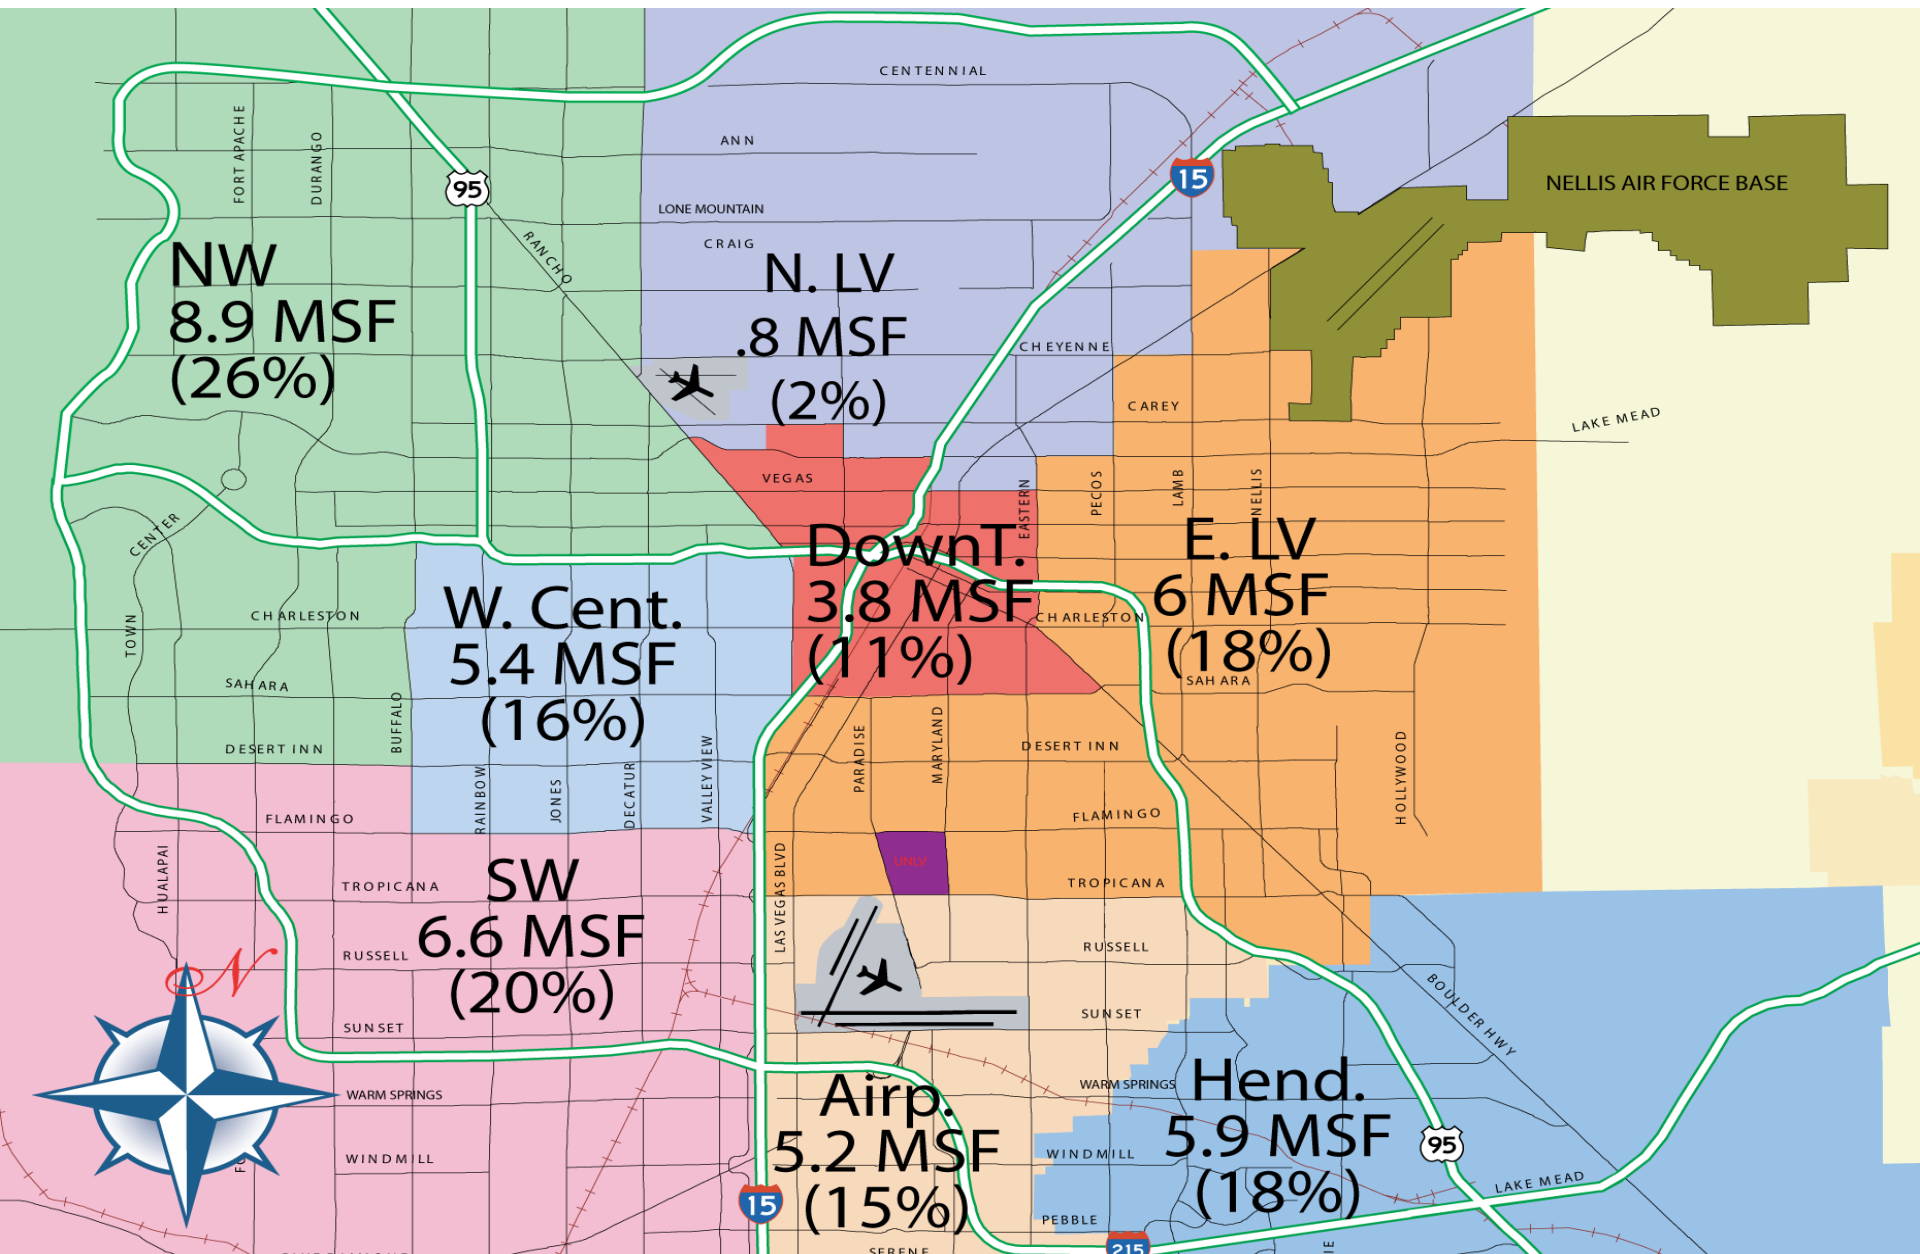 CENTENNIAL
ANN
LONE MOUNTAIN
CRAIG
FORT APACHE
DURANGO
95
RANCHO
15
NELLIS AIR FORCE BASE
NW
8.9 MSF
(26%)
N. LV
.8 MSF
(2%)
CHEYENNE
CAREY
LAKE MEAD
VEGAS
EASTERN
PECOS
LAMB
NELLIS
CENTER
TOWN
CHARLESTON
SAHARA
DESERT INN
BUFFALO
W. Cent.
5.4 MSF
(16%)
DownT.
3.8 MSF
(11%)
E. LV
6 MSF
(18%)
CHARLESTON
SAHARA
RAINBOW
JONES
DECATUR
VALLEY VIEW
PARADISE
MARYLAND
DESERT INN
HOLLYWOOD
FLAMINGO
FLAMINGO
HUALAPAI
TROPICANA
SW
6.6 MSF
(20%)
LAS VEGAS BLVD
UNLV
TROPICANA
RUSSELL
RUSSELL
N
SUNSET
SUNSET
BOULDER HWY
WARM SPRINGS
WARM SPRINGS
Airp.
5.2 MSF
(15%)
Hend.
5.9 MSF
(18%)
95
WINDMILL
WINDMILL
LAKE MEAD
15
PEBBLE
SERENE
215